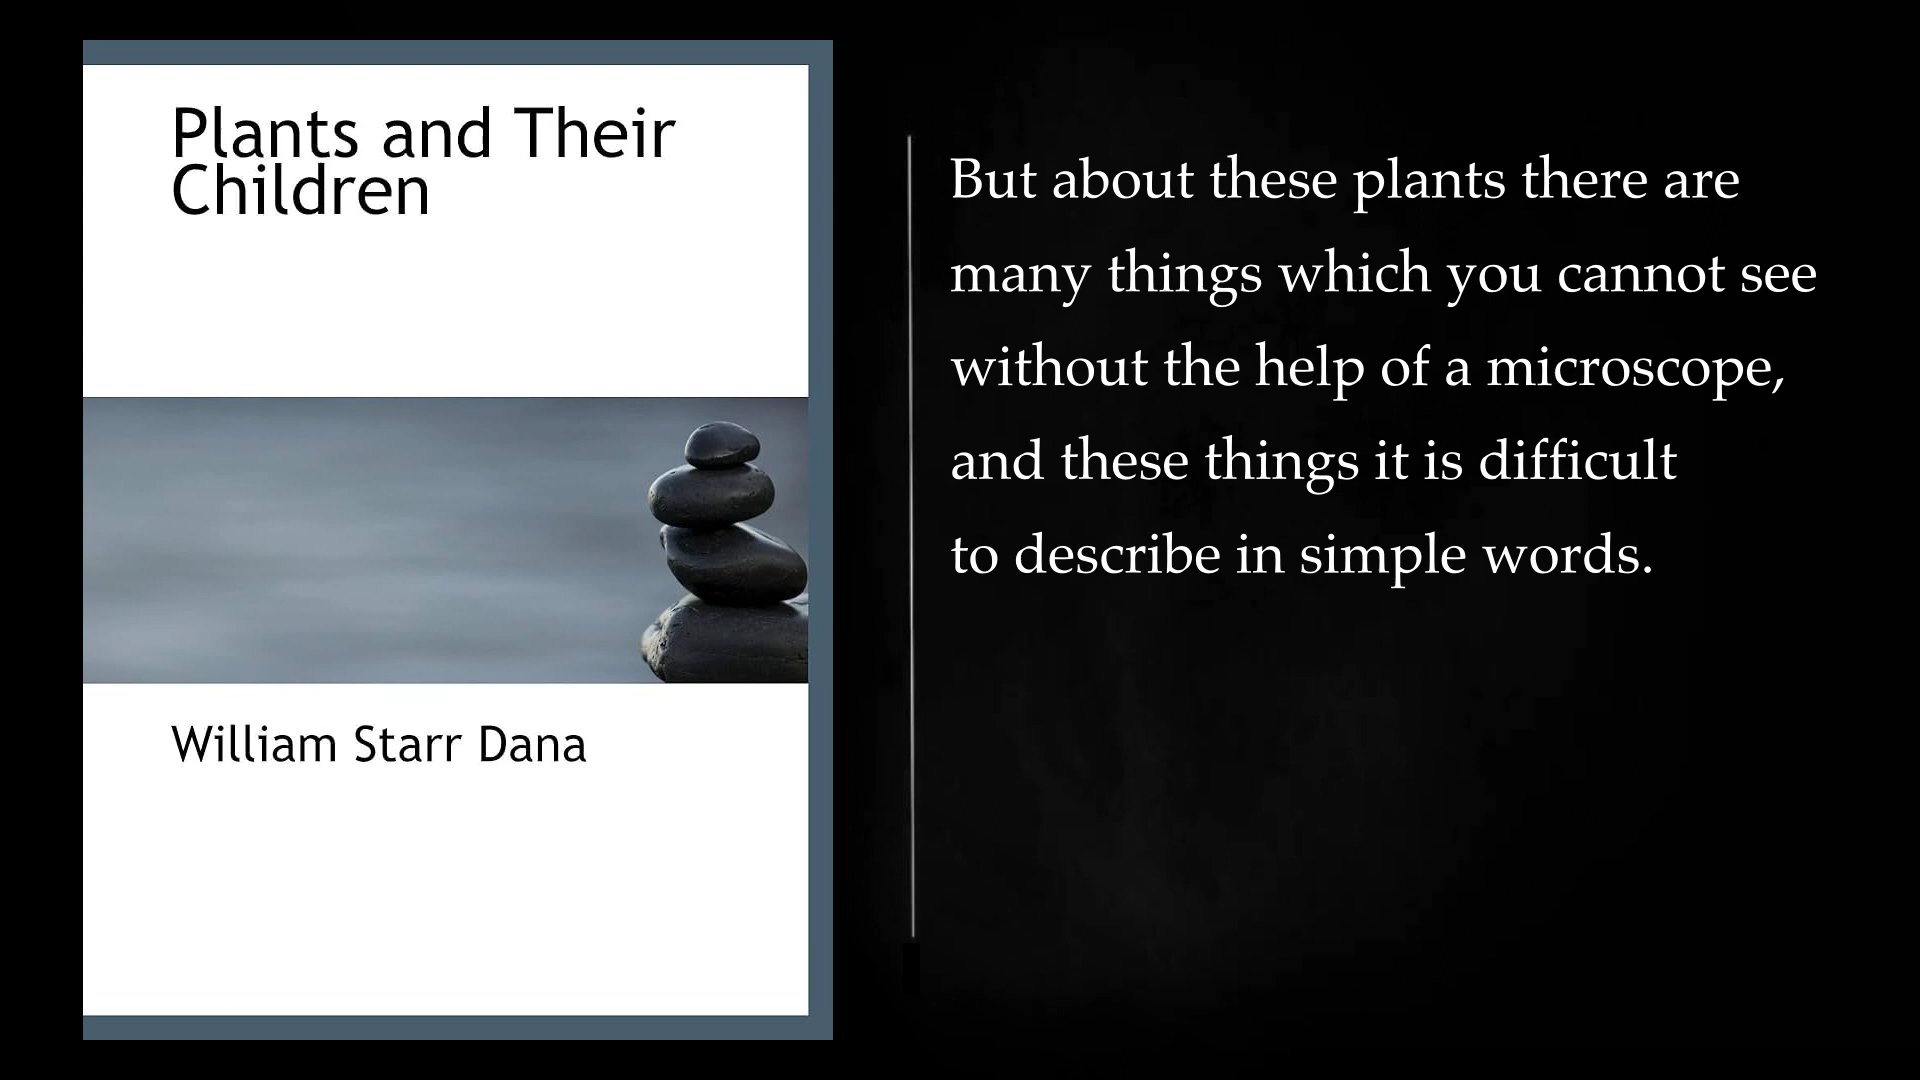 Plants and Their
Children
William Starr Dana
But about these plants there are
many things which you cannot see
without the help of a microscope,
and these things it is difficult
to describe in simple words.